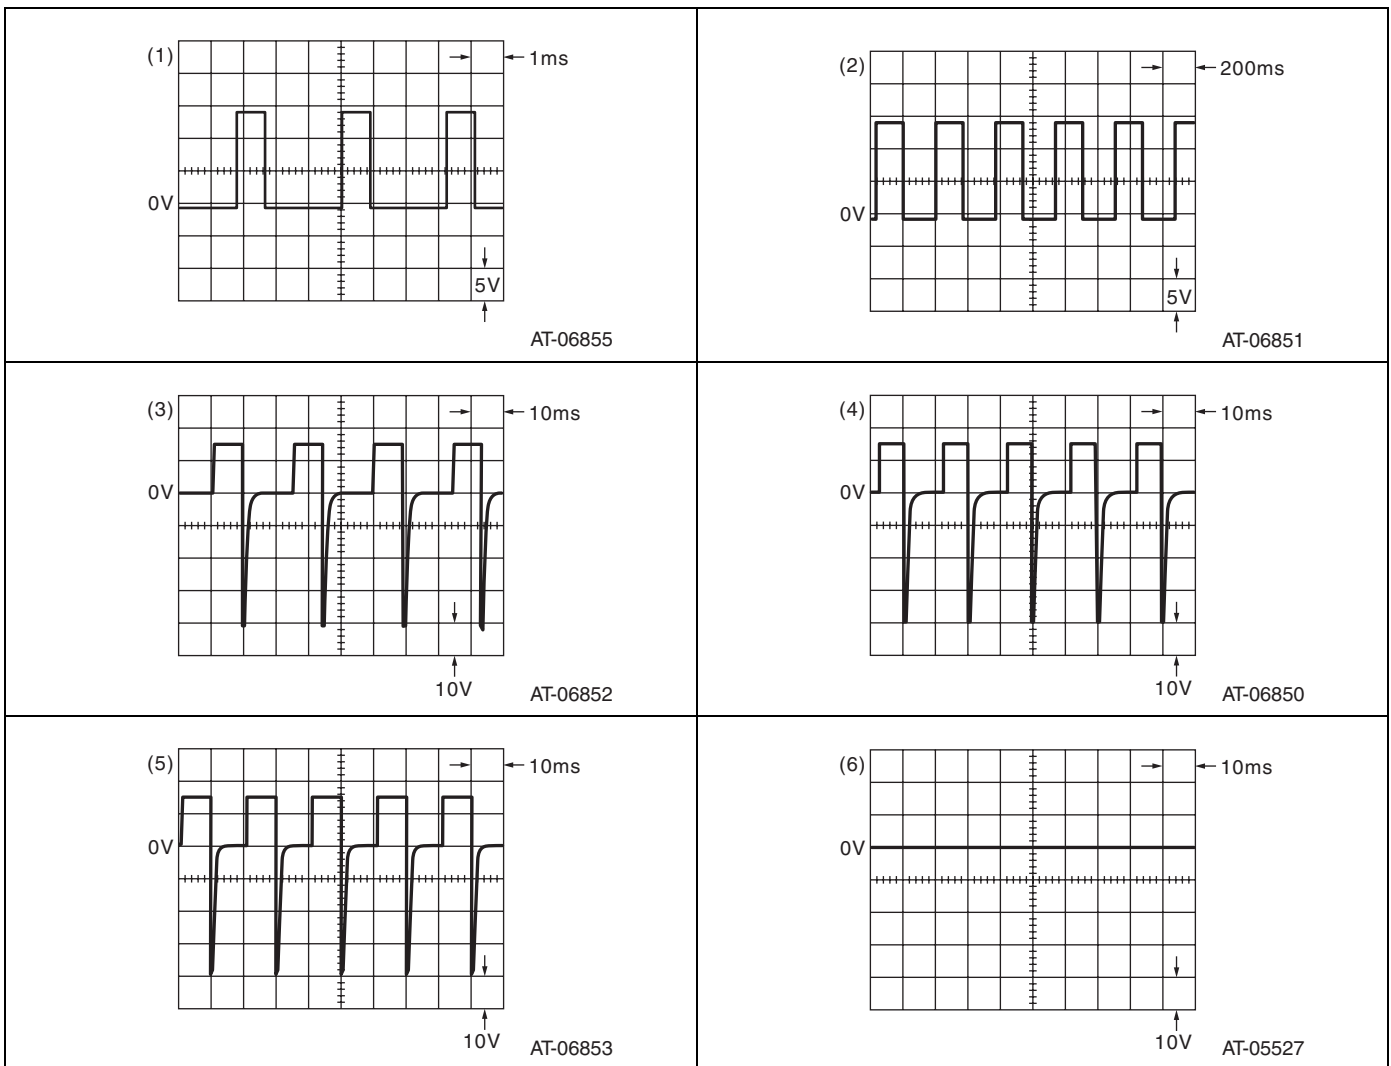 (1)
1ms
0V
5V
AT-06855
(2)
200ms
0V
5V
AT-06851
(3)
10ms
0V
10V
AT-06852
(4)
10ms
0V
10V
AT-06850
(5)
10ms
0V
10V
AT-06853
(6)
10ms
0V
10V
AT-05527